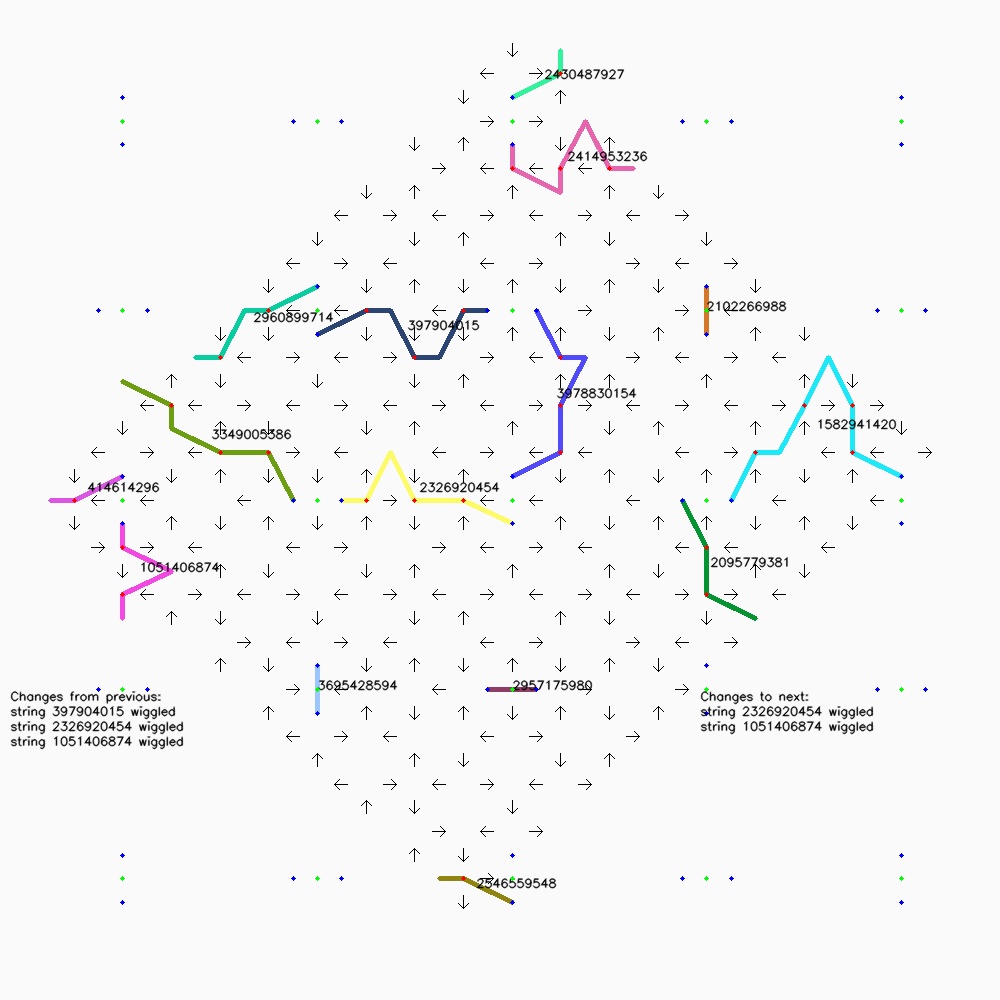 2430487927
2414953236
2102266988
2960899714
397904015
3978830154
1582941420
3349005386
414614296
2326920454
1051406874
2095779381
3695428594
2957175980
Changes from previous:
string 397904015 wiggled
string 2326920454 wiggled
string 1051406874 wiggled
Changes to next:
string 2326920454 wiggled
string 1051406874 wiggled
2546559548